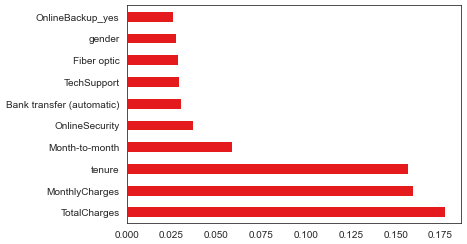 OnlineBackup_yes
gender
Fiber optic
TechSupport
Bank transfer (automatic)
OnlineSecurity
Month-to-month
tenure
MonthlyCharges
TotalCharges
0.000 0.025 0.050 0.075 0.100 0.125 0.150 0.175